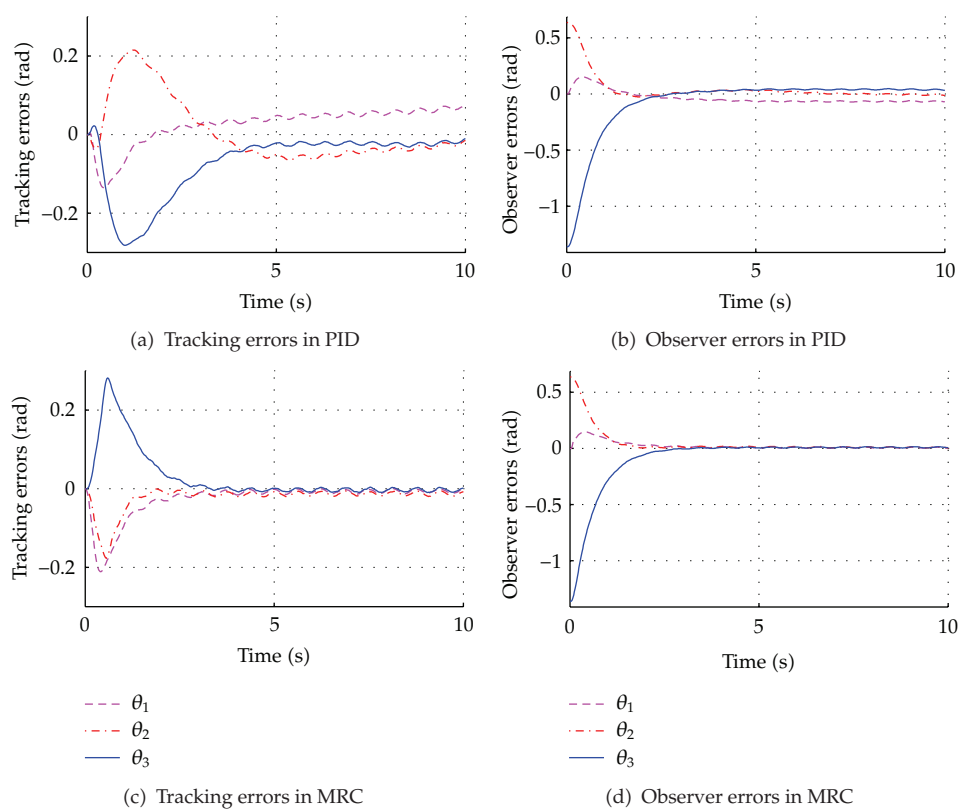 Tracking errors (rad)
0.2
0
−0.2
0
5
10
Time (s)
(a) Tracking errors in PID
Observer errors (rad)
0.5
0
−0.5
−1
0
5
10
Time (s)
(b) Observer errors in PID
Tracking errors (rad)
0.2
0
−0.2
0
5
10
Time (s)
θ1
θ2
θ3
(c) Tracking errors in MRC
Observer errors (rad)
0.5
0
−0.5
−1
0
5
10
Time (s)
θ1
θ2
θ3
(d) Observer errors in MRC